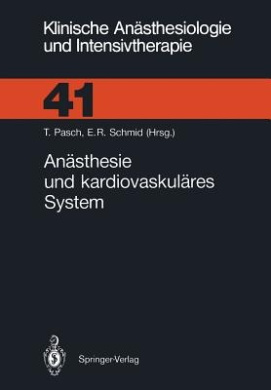 Klinische Anästhesiologie
und Intensivtherapie
41
T. Pasch, E.R. Schmid (Hrsg.)
Anästhesie
und kardiovaskuläres
System
Springer-Verlag